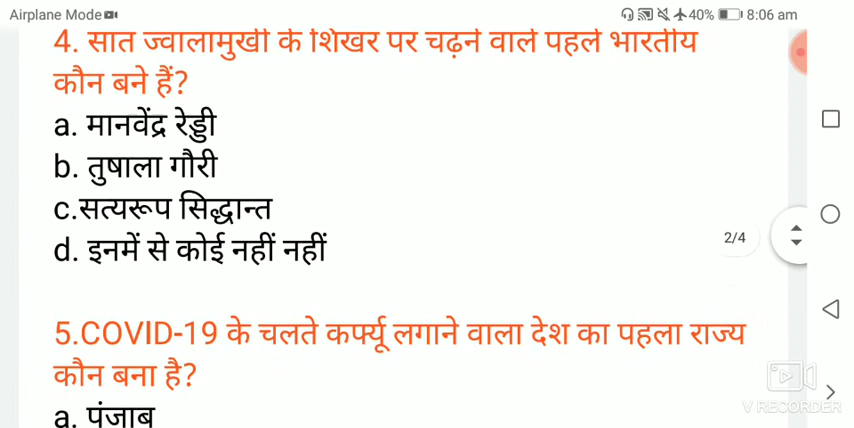 Airplane Mode 40% 8:06 am
4. सात ज्वालामुखी के शिखर पर चढ़ने वाले पहले भारतीय
कौन बने हैं?
a. मानवेंद्र रेड्डी
b. तुषाला गौरी
c.सत्यरूप सिद्धान्त
d. इनमें से कोई नहीं नहीं
2/4
5.COVID-19 के चलते कर्फ्यू लगाने वाला देश का पहला राज्य
कौन बना है?
a. पंजाब
V RECORDER